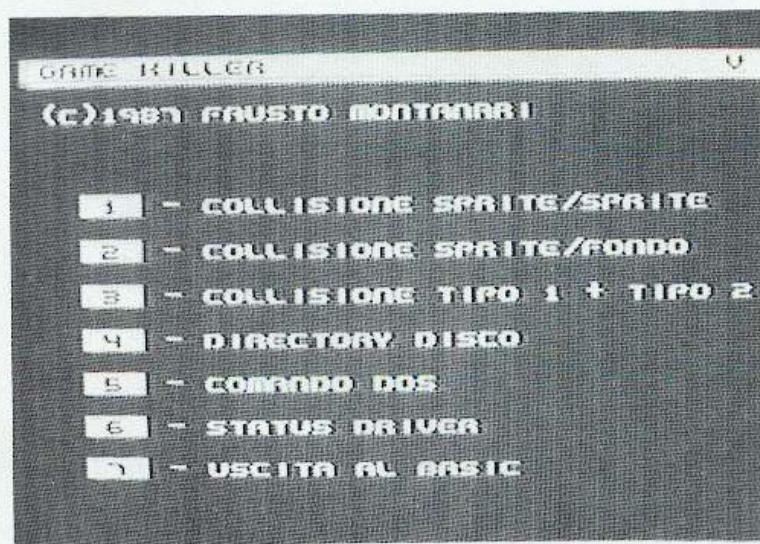 GAME KILLER V
(c)1987 FAUSTO MONTANARI
1 - COLLISIONE SPRITE/SPRITE
2 - COLLISIONE SPRITE/FONDO
3 - COLLISIONE TIPO 1 + TIPO 2
4 - DIRECTORY DISCO
5 - COMANDO DOS
6 - STATUS DRIVER
7 - USCITA AL BASIC